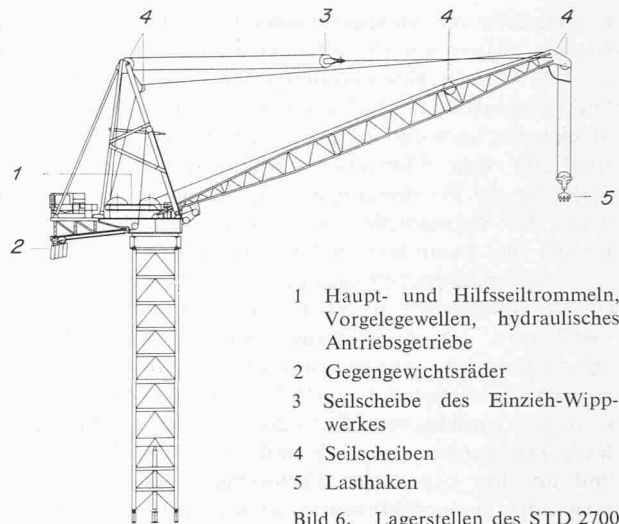 4 3 4 4
1
5
2
1 Haupt- und Hilfsseiltrommeln,
Vorgelegewellen, hydraulisches
Antriebsgetriebe
2 Gegengewichtsräder
3 Seilscheibe des Einzieh-Wipp-
werkes
4 Seilscheiben
5 Lasthaken
Bild 6. Lagerstellen des STD 2700